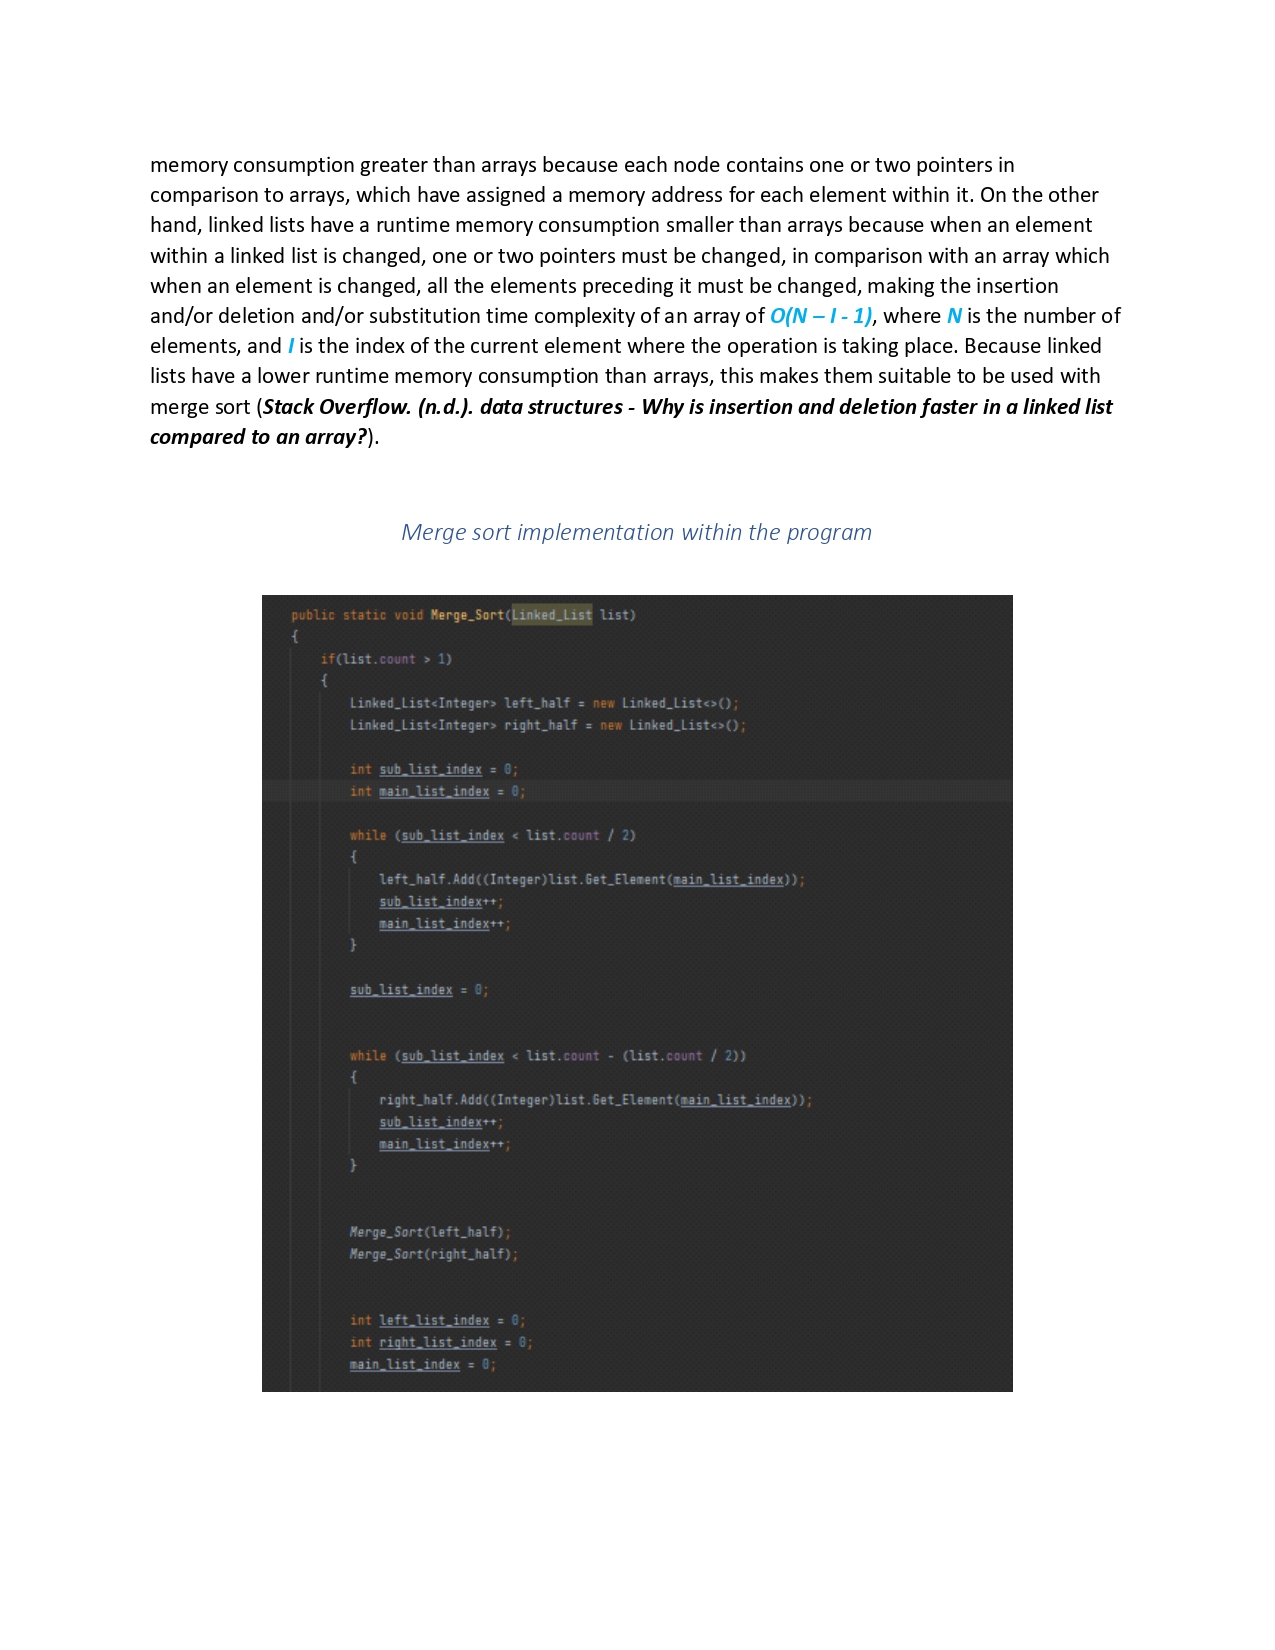 memory consumption greater than arrays because each node contains one or two pointers in
comparison to arrays, which have assigned a memory address for each element within it. On the other
hand, linked lists have a runtime memory consumption smaller than arrays because when an element
within a linked list is changed, one or two pointers must be changed, in comparison with an array which
when an element is changed, all the elements preceding it must be changed, making the insertion
and/or deletion and/or substitution time complexity of an array of O(N – I - 1), where N is the number of
elements, and I is the index of the current element where the operation is taking place. Because linked
lists have a lower runtime memory consumption than arrays, this makes them suitable to be used with
merge sort (Stack Overflow. (n.d.). data structures - Why is insertion and deletion faster in a linked list
compared to an array?).
Merge sort implementation within the program
public static void Merge_Sort(Linked_List list)
{
if(list.count > 1)
{
Linked_List<Integer> left_half = new Linked_List<>();
Linked_List<Integer> right_half = new Linked_List<>();
int sub_list_index = 0;
int main_list_index = 0;
while (sub_list_index < list.count / 2)
{
left_half.Add((Integer)list.Get_Element(main_list_index));
sub_list_index++;
main_list_index++;
}
sub_list_index = 0;
while (sub_list_index < list.count - (list.count / 2))
{
right_half.Add((Integer)list.Get_Element(main_list_index));
sub_list_index++;
main_list_index++;
}
Merge_Sort(left_half);
Merge_Sort(right_half);
int left_list_index = 0;
int right_list_index = 0;
main_list_index = 0;